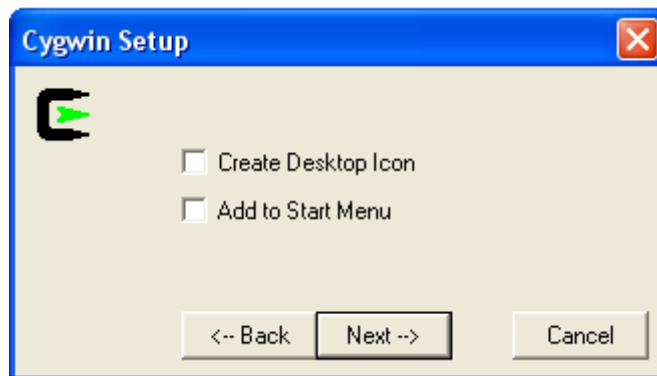 Cygwin Setup
Create Desktop Icon
Add to Start Menu
<-- Back Next --> Cancel